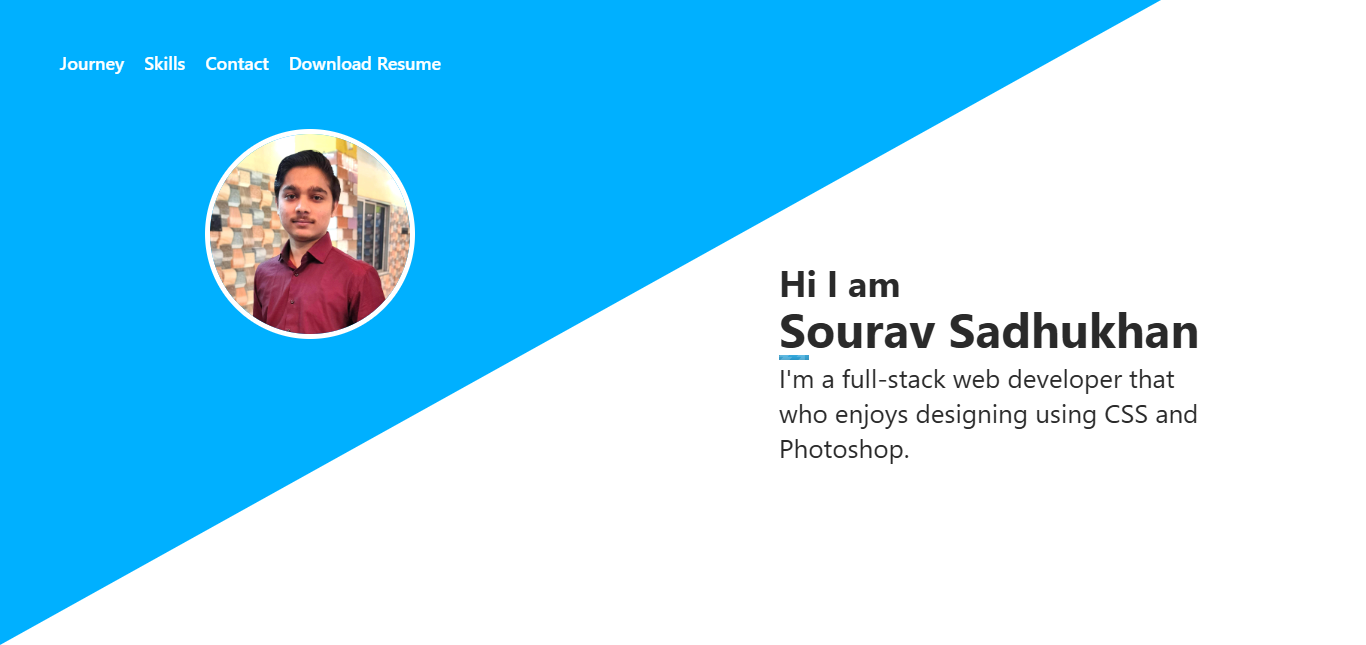 Journey Skills Contact Download Resume
Hi I am
Sourav Sadhukhan
I'm a full-stack web developer that
who enjoys designing using CSS and
Photoshop.